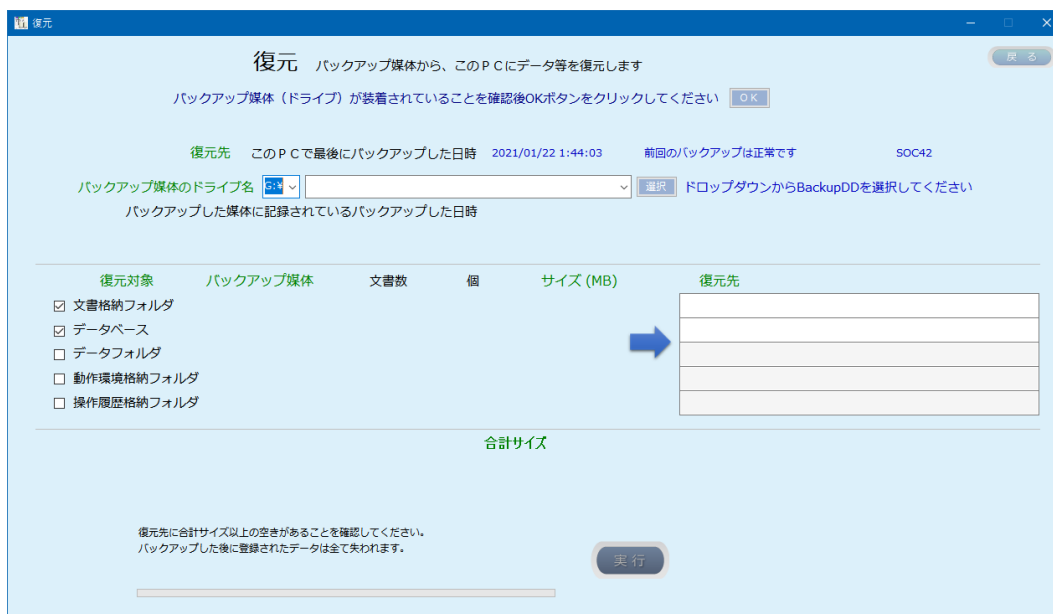 復元
復元 バックアップ媒体から、このＰＣにデータ等を復元します
戻 る
バックアップ媒体（ドライブ）が装着されていることを確認後OKボタンをクリックしてください OK
復元先 このＰＣで最後にバックアップした日時 2021/01/22 1:44:03 前回のバックアップは正常です SOC42
バックアップ媒体のドライブ名 G:¥ 選択 ドロップダウンからBackupDDを選択してください
バックアップした媒体に記録されているバックアップした日時
復元対象 バックアップ媒体 文書数 個 サイズ (MB) 復元先
文書格納フォルダ
データベース
データフォルダ
動作環境格納フォルダ
操作履歴格納フォルダ
合計サイズ
復元先に合計サイズ以上の空きがあることを確認してください。
バックアップした後に登録されたデータは全て失われます。
実 行